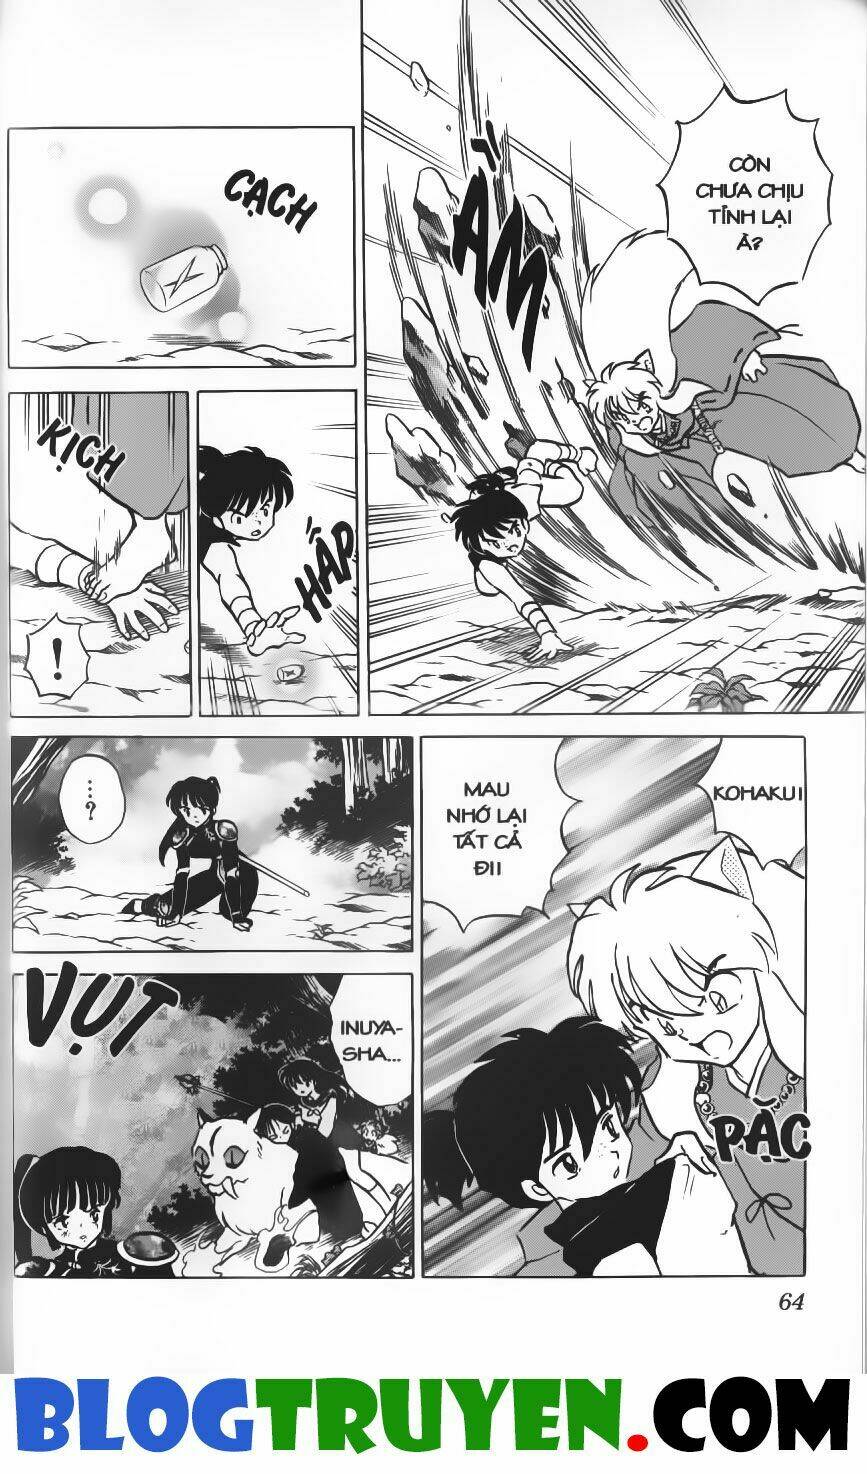 CÒN
CHƯA CHỊU
TỈNH LẠI
À?
ẦM
CẠCH
HẤP
KỊCH
!
KOHAKU!
MAU
NHỚ LẠI
TẤT CẢ
ĐI!
PẶC
...?
INUYA-
SHA...
VỤT
64
BLOGTRUYEN.COM